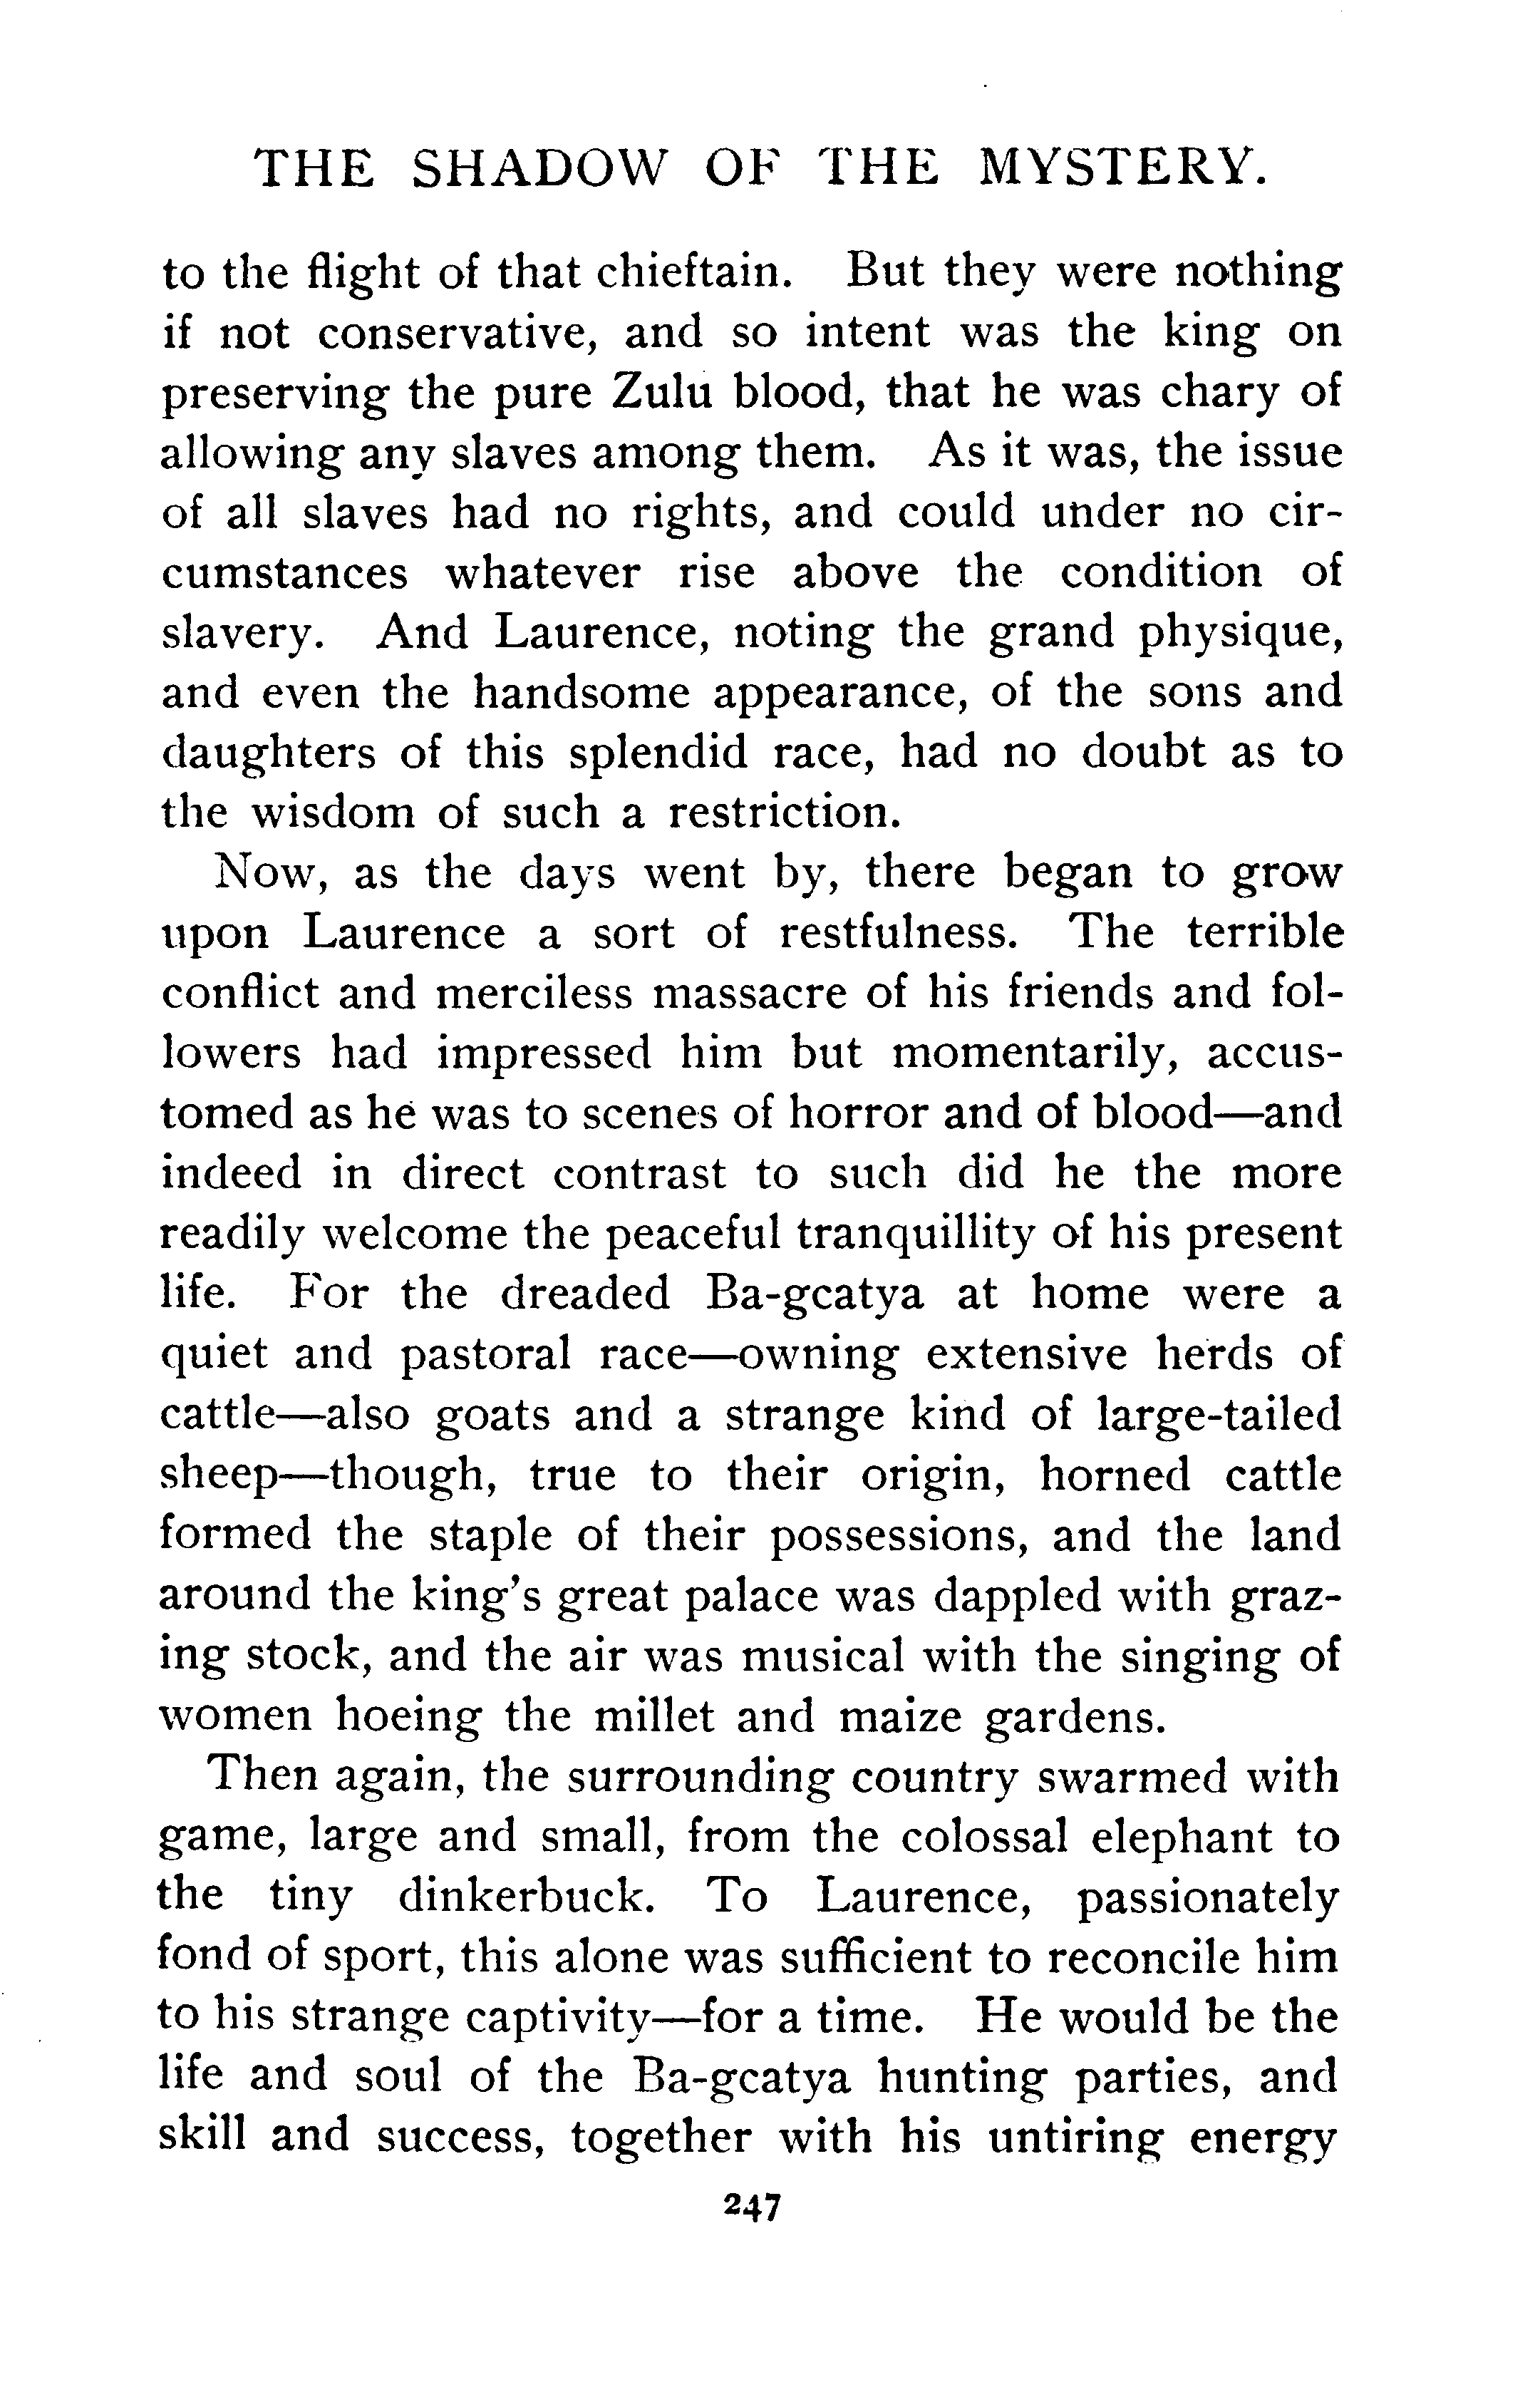 THE SHADOW OF THE MYSTERY.
to the flight of that chieftain. But they were nothing
if not conservative, and so intent was the king on
preserving the pure Zulu blood, that he was chary of
allowing any slaves among them. As it was, the issue
of all slaves had no rights, and could under no cir-
cumstances whatever rise above the condition of
slavery. And Laurence, noting the grand physique,
and even the handsome appearance, of the sons and
daughters of this splendid race, had no doubt as to
the wisdom of such a restriction.
Now, as the days went by, there began to grow
upon Laurence a sort of restfulness. The terrible
conflict and merciless massacre of his friends and fol-
lowers had impressed him but momentarily, accus-
tomed as he was to scenes of horror and of blood—and
indeed in direct contrast to such did he the more
readily welcome the peaceful tranquillity of his present
life. For the dreaded Ba-gcatya at home were a
quiet and pastoral race—owning extensive herds of
cattle—also goats and a strange kind of large-tailed
sheep—though, true to their origin, horned cattle
formed the staple of their possessions, and the land
around the king's great palace was dappled with graz-
ing stock, and the air was musical with the singing of
women hoeing the millet and maize gardens.
Then again, the surrounding country swarmed with
game, large and small, from the colossal elephant to
the tiny dinkerbuck. To Laurence, passionately
fond of sport, this alone was sufficient to reconcile him
to his strange captivity—for a time. He would be the
life and soul of the Ba-gcatya hunting parties, and
skill and success, together with his untiring energy
247